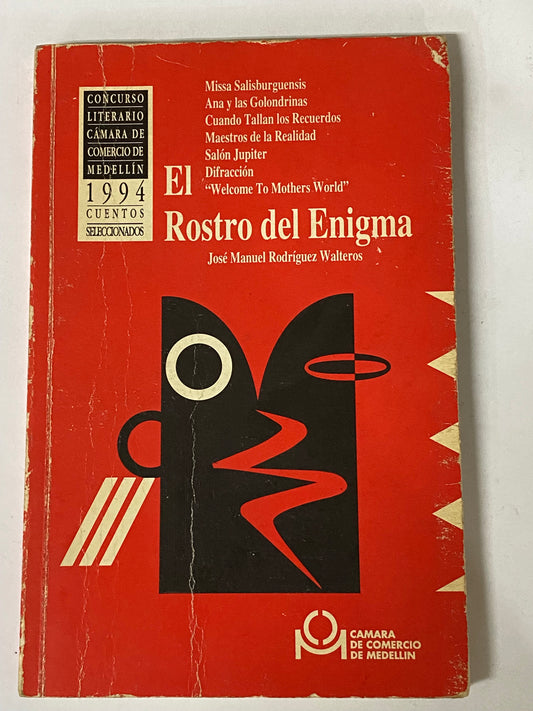 CONCURSO
LITERARIO
CÁMARA DE
COMERCIO DE
MEDELLÍN
1994
CUENTOS
SELECCIONADOS
Missa Salisburguensis
Ana y las Golondrinas
Cuando Tallan los Recuerdos
Maestros de la Realidad
Salón Jupiter
Difracción
"Welcome To Mothers World"
El
Rostro del Enigma
José Manuel Rodríguez Walteros
CAMARA
DE COMERCIO
DE MEDELLIN